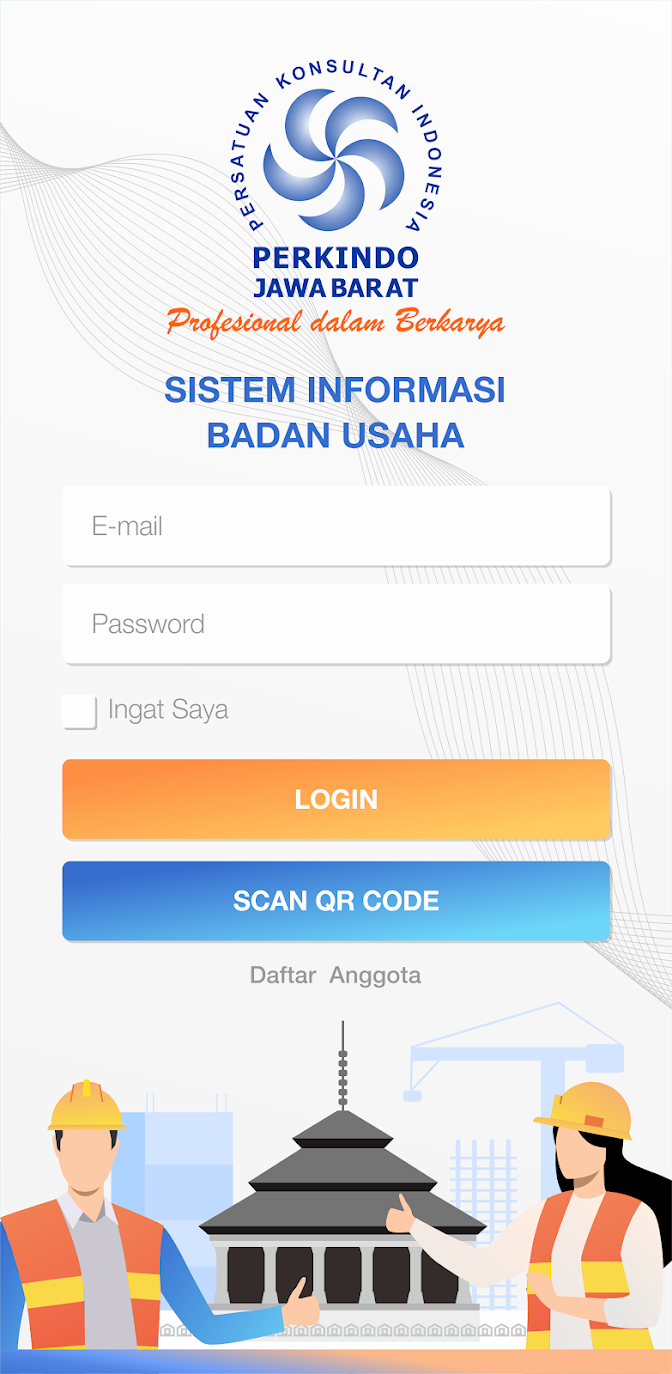 PERSATUAN KONSULTAN INDONESIA
PERKINDO
JAWA BARAT
Profesional dalam Berkarya
SISTEM INFORMASI
BADAN USAHA
E-mail
Password
Ingat Saya
LOGIN
SCAN QR CODE
Daftar Anggota